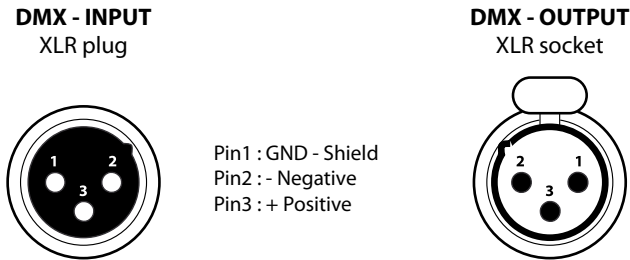 DMX - INPUT
XLR plug
1 2
3
Pin1 : GND - Shield
Pin2 : - Negative
Pin3 : + Positive
DMX - OUTPUT
XLR socket
2 1
3